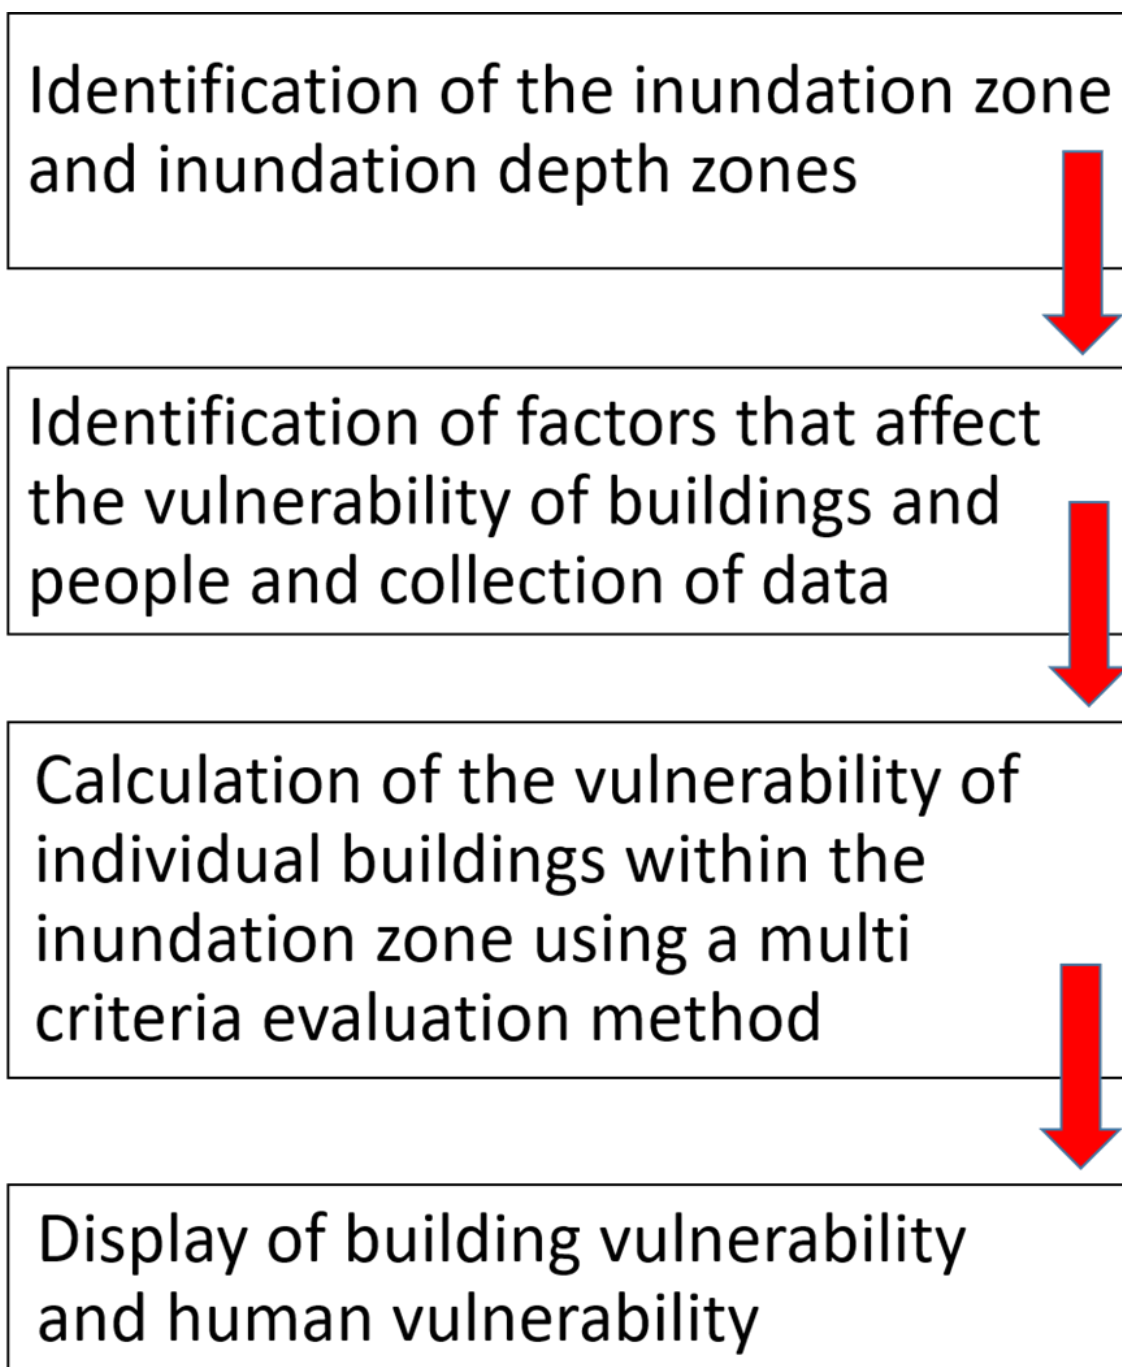 Identification of the inundation zone
and inundation depth zones
Identification of factors that affect
the vulnerability of buildings and
people and collection of data
Calculation of the vulnerability of
individual buildings within the
inundation zone using a multi
criteria evaluation method
Display of building vulnerability
and human vulnerability